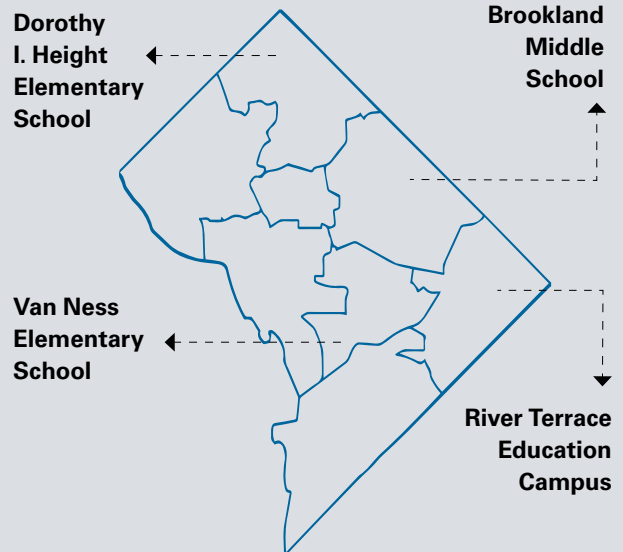 Dorothy
I. Height
Elementary
School
Brookland
Middle
School
Van Ness
Elementary
School
River Terrace
Education
Campus